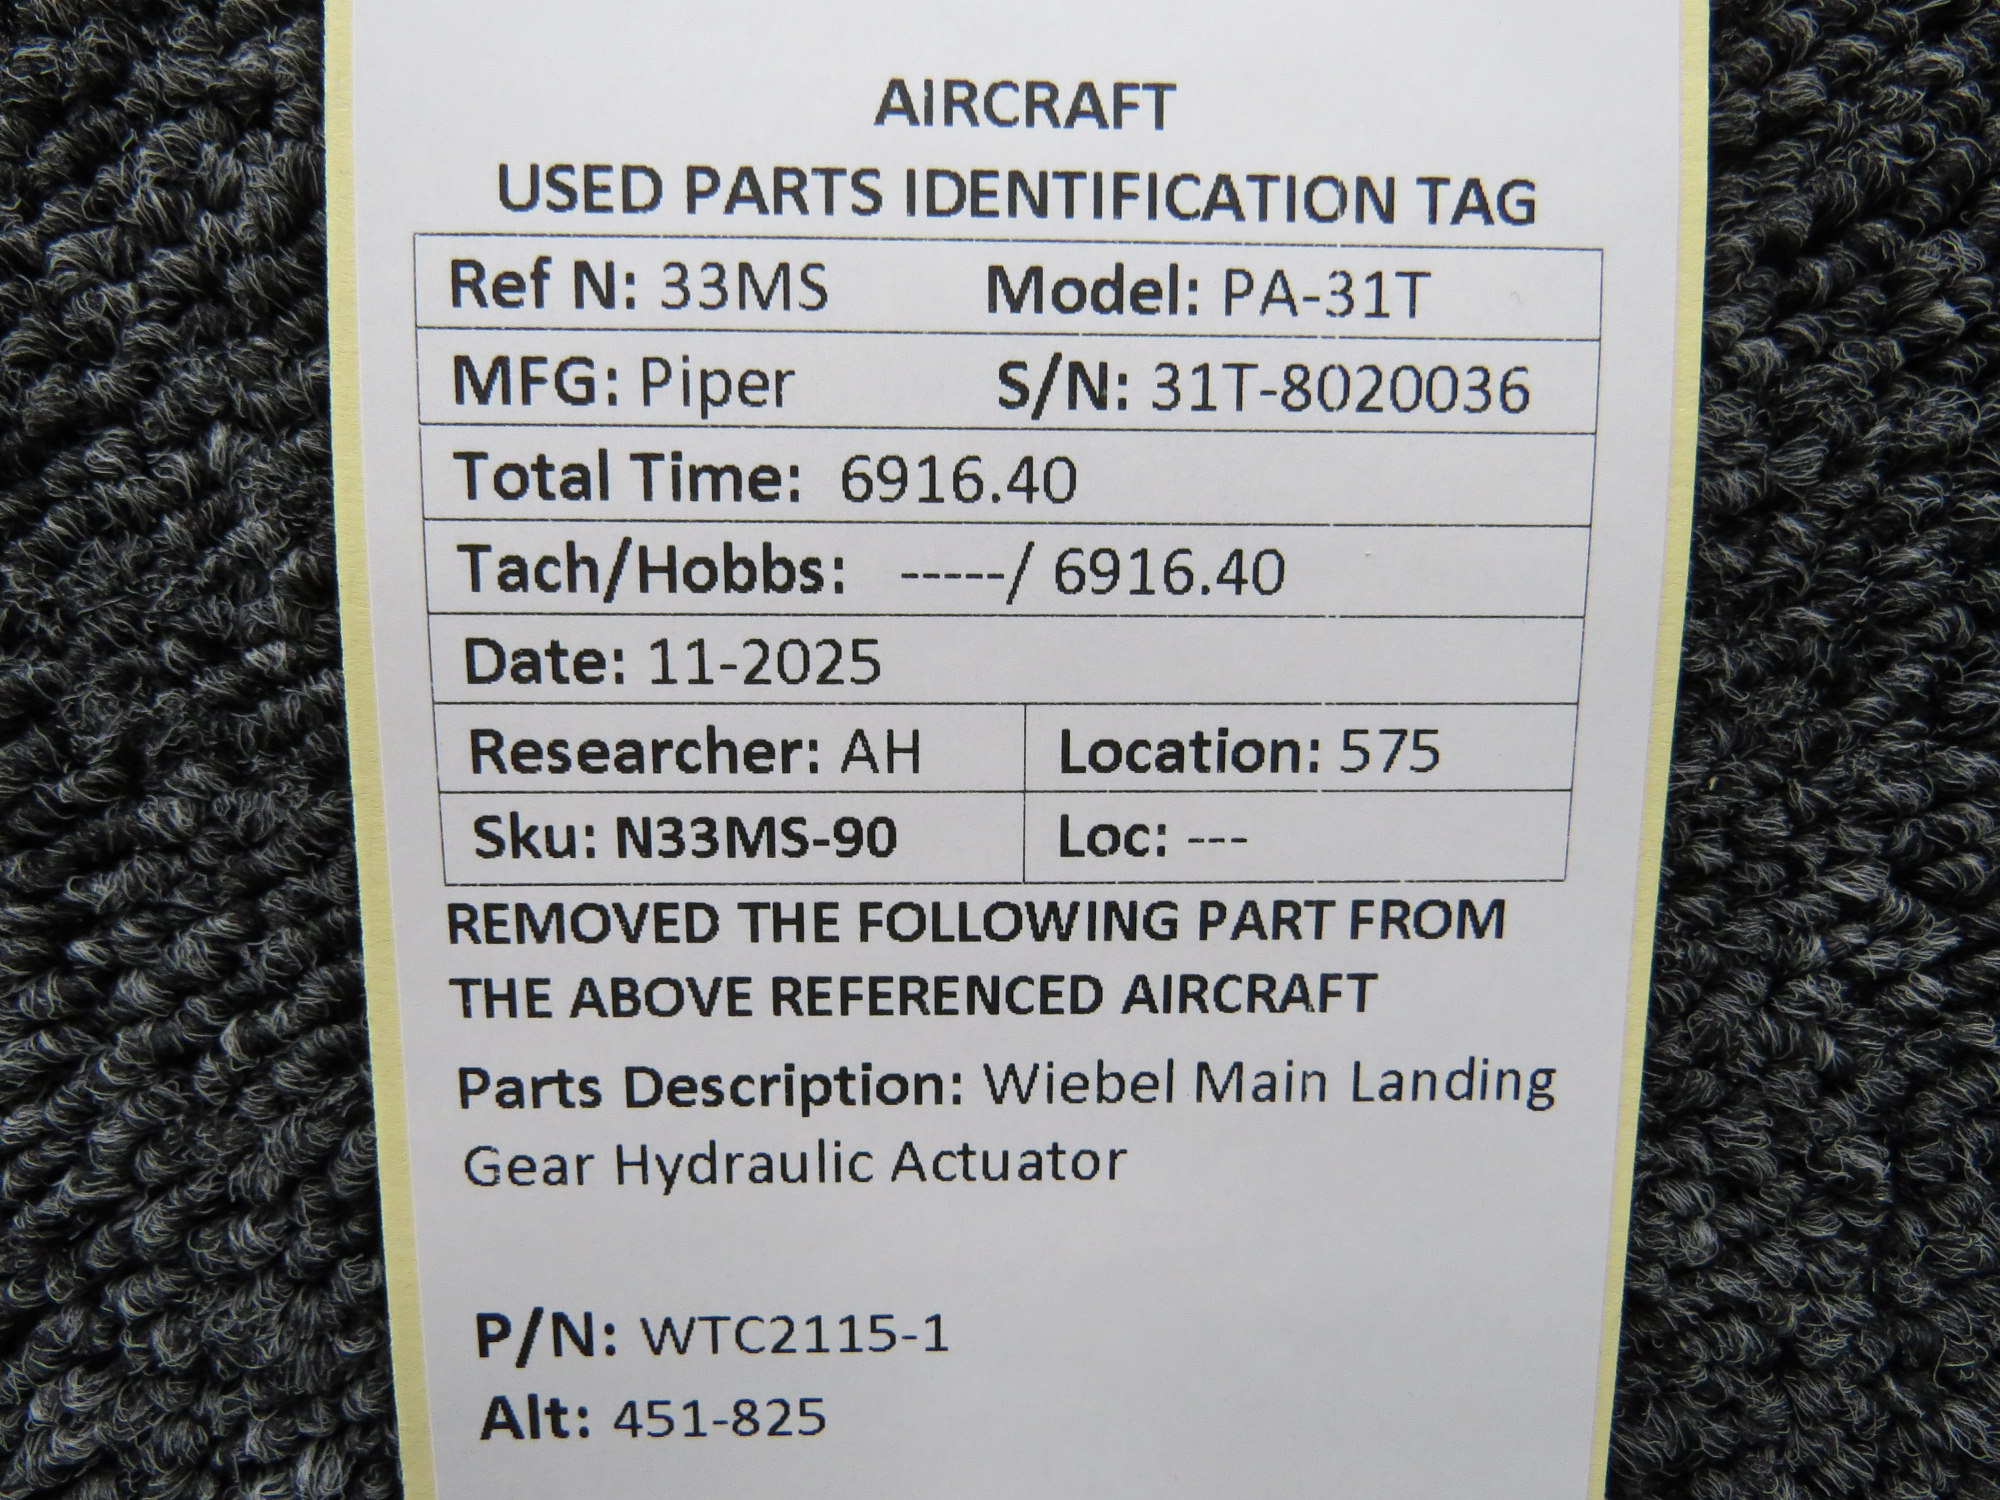 AIRCRAFT
USED PARTS IDENTIFICATION TAG
Ref N: 33MS Model: PA-31T
MFG: Piper S/N: 31T-8020036
Total Time: 6916.40
Tach/Hobbs: -----/ 6916.40
Date: 11-2025
Researcher: AH Location: 575
Sku: N33MS-90 Loc: ---
REMOVED THE FOLLOWING PART FROM
THE ABOVE REFERENCED AIRCRAFT
Parts Description: Wiebel Main Landing
Gear Hydraulic Actuator
P/N: WTC2115-1
Alt: 451-825